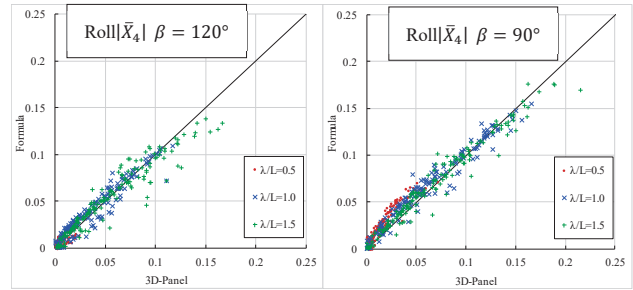 Roll|X̄₄| β = 120°
0.25
0.2
0.15
0.1
0.05
0
Formula
0 0.05 0.1 0.15 0.2 0.25
3D-Panel
λ/L=0.5
λ/L=1.0
λ/L=1.5
Roll|X̄₄| β = 90°
0.25
0.2
0.15
0.1
0.05
0
Formula
0 0.05 0.1 0.15 0.2 0.25
3D-Panel
λ/L=0.5
λ/L=1.0
λ/L=1.5